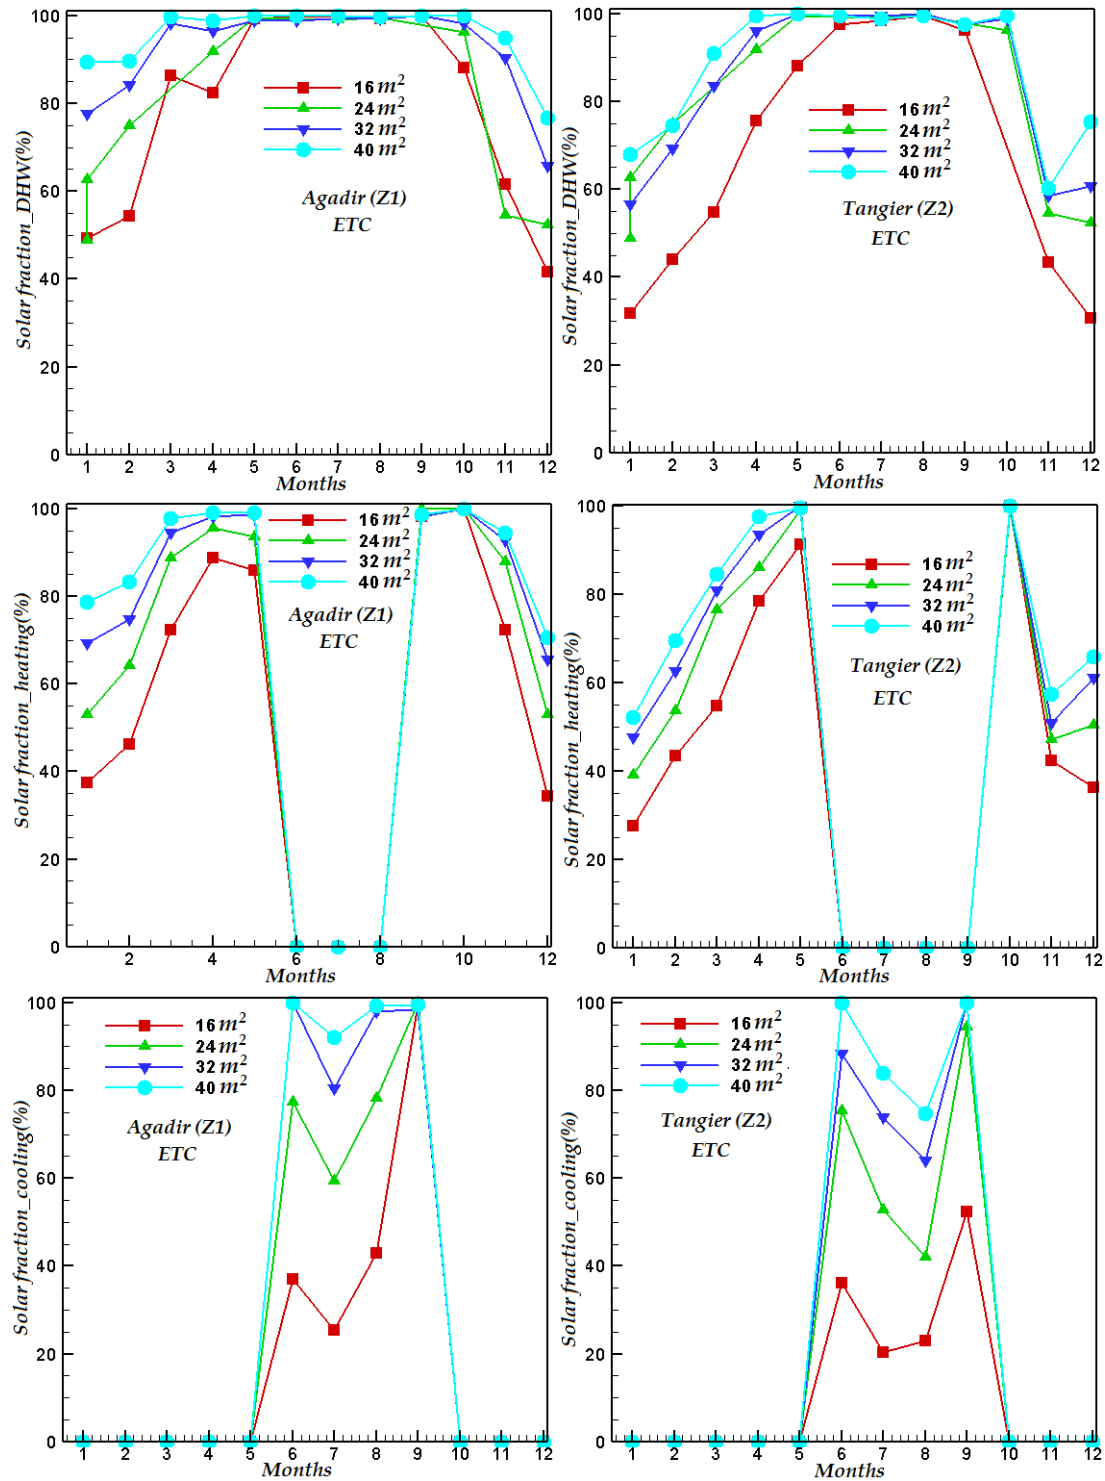 100
80
60
40
20
0
Solar fraction_DHW(%)
16 m²
24 m²
32 m²
40 m²
Agadir (Z1)
ETC
1 2 3 4 5 6 7 8 9 10 11 12
Months
100
80
60
40
20
0
Solar fraction_DHW(%)
16 m²
24 m²
32 m²
40 m²
Tangier (Z2)
ETC
1 2 3 4 5 6 7 8 9 10 11 12
Months
100
80
60
40
20
0
Solar fraction_heating(%)
16 m²
24 m²
32 m²
40 m²
Agadir (Z1)
ETC
2 4 6 8 10 12
Months
100
80
60
40
20
0
Solar fraction_heating(%)
16 m²
24 m²
32 m²
40 m²
Tangier (Z2)
ETC
1 2 3 4 5 6 7 8 9 10 11 12
Months
100
80
60
40
20
0
Solar fraction_cooling(%)
16 m²
24 m²
32 m²
40 m²
Agadir (Z1)
ETC
1 2 3 4 5 6 7 8 9 10 11 12
Months
100
80
60
40
20
0
Solar fraction_cooling(%)
16 m²
24 m²
32 m².
40 m²
Tangier (Z2)
ETC
1 2 3 4 5 6 7 8 9 10 11 12
Months